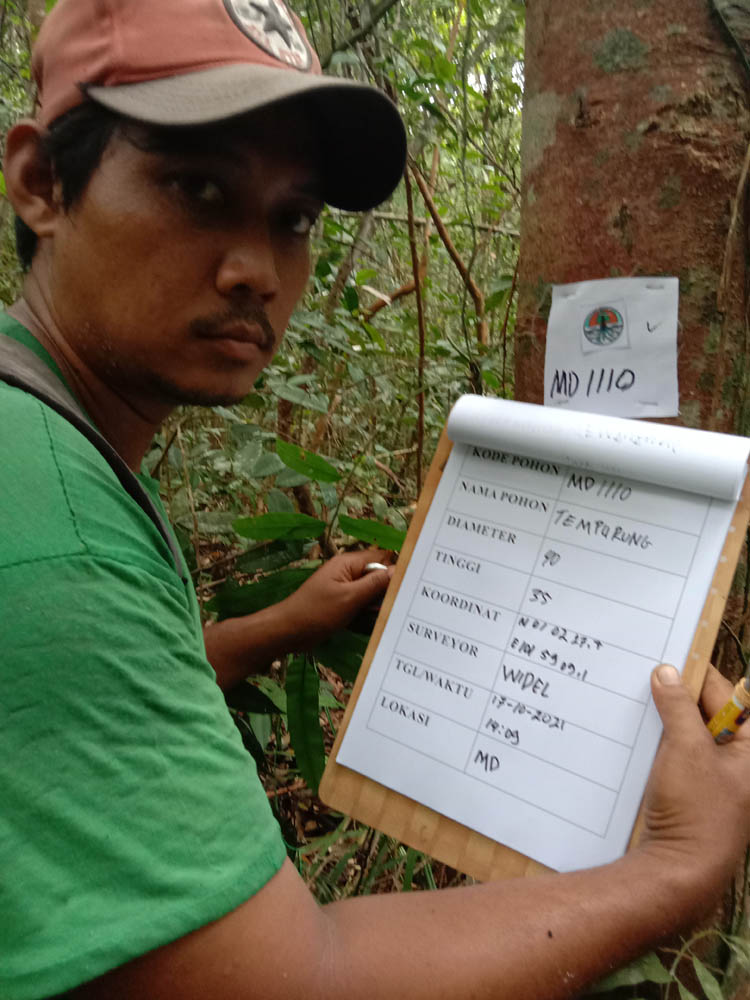 MD 1110
KODE POHON MD 1110
NAMA POHON TEMPURUNG
DIAMETER 90
TINGGI 35
KOORDINAT N 01 02 27.4
E 101 59 09.1
SURVEYOR WIDEL
TGL/WAKTU 17-10-2021
14:09
LOKASI MD